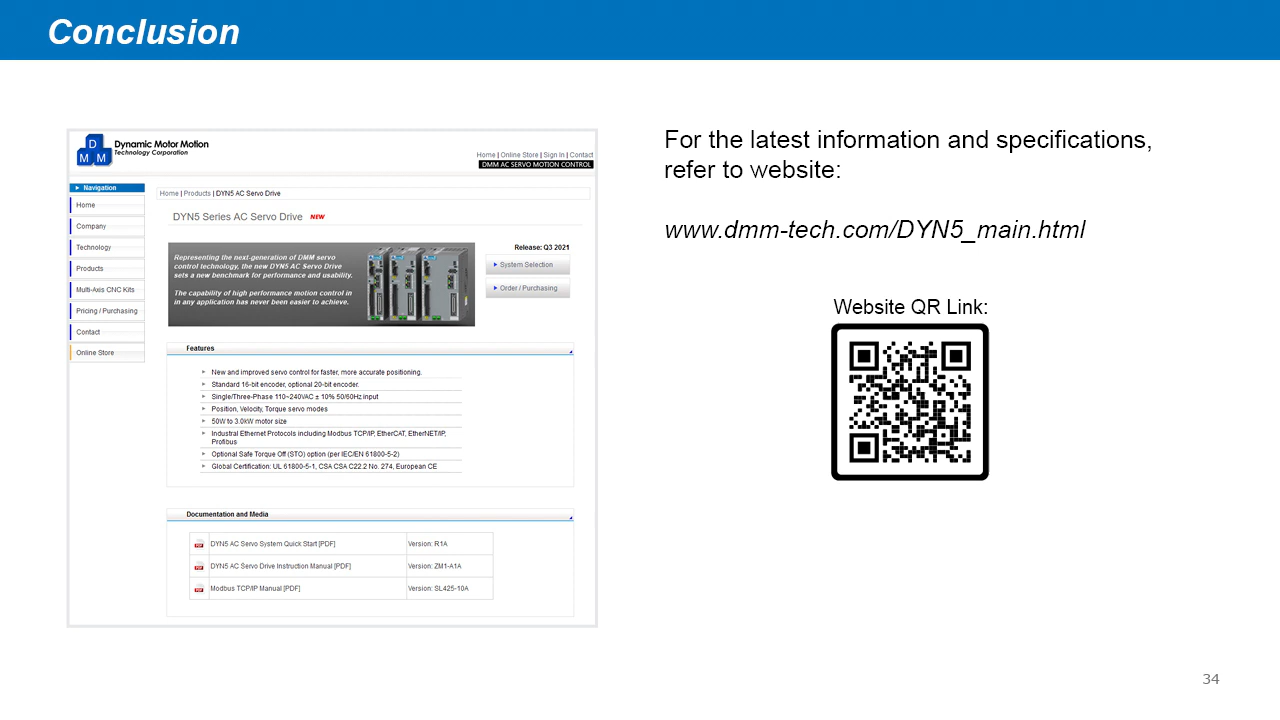 Conclusion
D
M M
Dynamic Motor Motion
Technology Corporation
Home | Online Store | Sign In | Contact
DMM AC SERVO MOTION CONTROL
Navigation
Home
Company
Technology
Products
Multi-Axis CNC Kits
Pricing / Purchasing
Contact
Online Store
Home | Products | DYN5 AC Servo Drive
DYN5 Series AC Servo Drive NEW
Representing the next-generation of DMM servo
control technology, the new DYN5 AC Servo Drive
sets a new benchmark for performance and usability.
The capability of high performance motion control in
in any application has never been easier to achieve.
Release: Q3 2021
System Selection
Order / Purchasing
Features
New and improved servo control for faster, more accurate positioning.
Standard 16-bit encoder, optional 20-bit encoder.
Single/Three-Phase 110~240VAC ± 10% 50/60Hz input
Position, Velocity, Torque servo modes
50W to 3.0kW motor size
Industral Ethernet Protocols including Modbus TCP/IP, EtherCAT, EtherNET/IP,
Profibus
Optional Safe Torque Off (STO) option (per IEC/EN 61800-5-2)
Global Certification: UL 61800-5-1, CSA CSA C22.2 No. 274, European CE
Documentation and Media
DYN5 AC Servo System Quick Start [PDF] Version: R1A
DYN5 AC Servo Drive Instruction Manual [PDF] Version: ZM1-A1A
Modbus TCP/IP Manual [PDF] Version: SL425-10A
For the latest information and specifications,
refer to website:
www.dmm-tech.com/DYN5_main.html
Website QR Link:
34